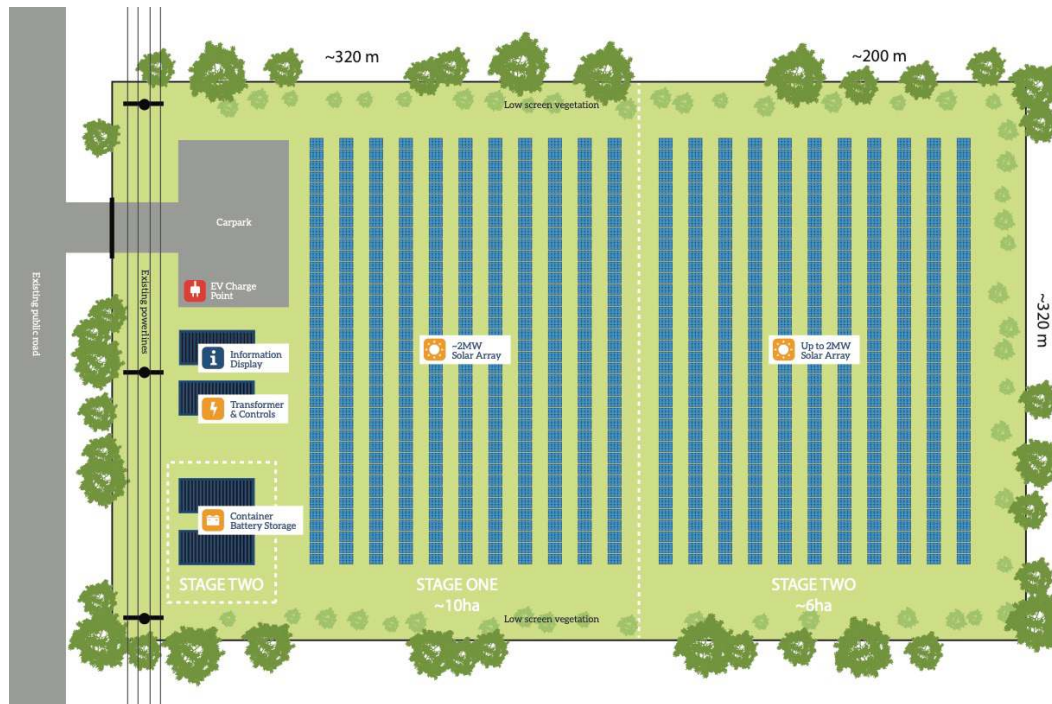 ~320 m
~200 m
Low screen vegetation
Carpark
EV Charge
Point
Existing public road
Existing powerlines
~320 m
Information
Display
~2MW
Solar Array
Up to 2MW
Solar Array
Transformer
& Controls
Container
Battery Storage
STAGE TWO
STAGE ONE
~10ha
STAGE TWO
~6ha
Low screen vegetation